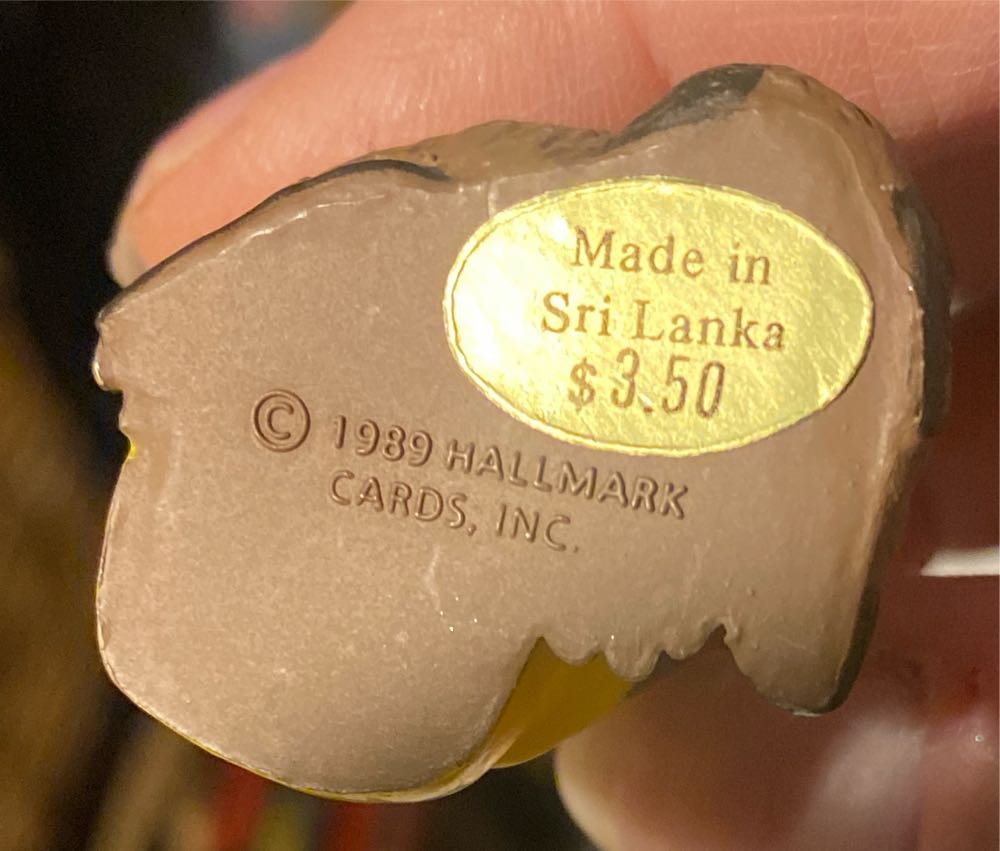 Made in
Sri Lanka
$3.50
© 1989 HALLMARK
CARDS, INC.